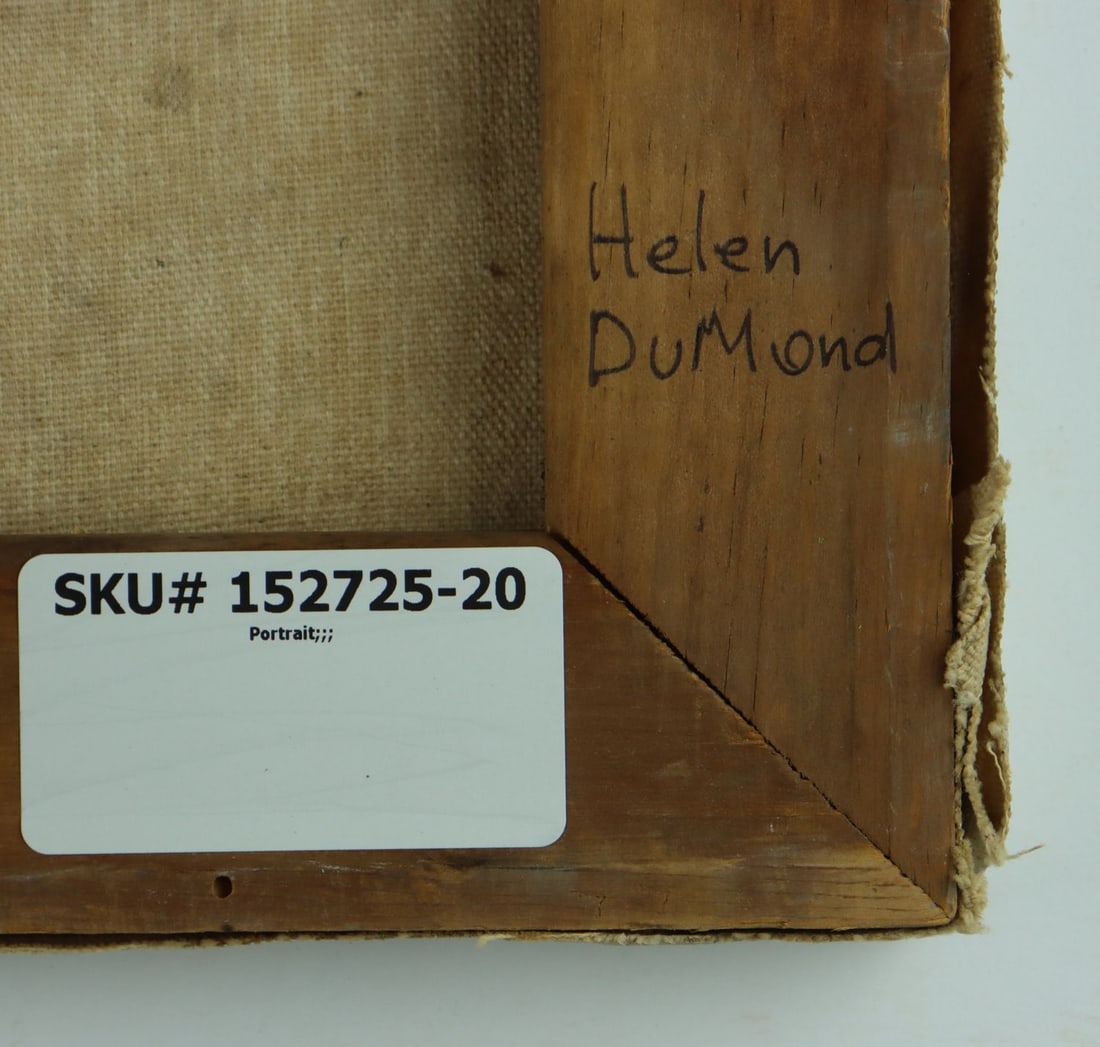 Helen
DuMond
SKU# 152725-20
Portrait;;;